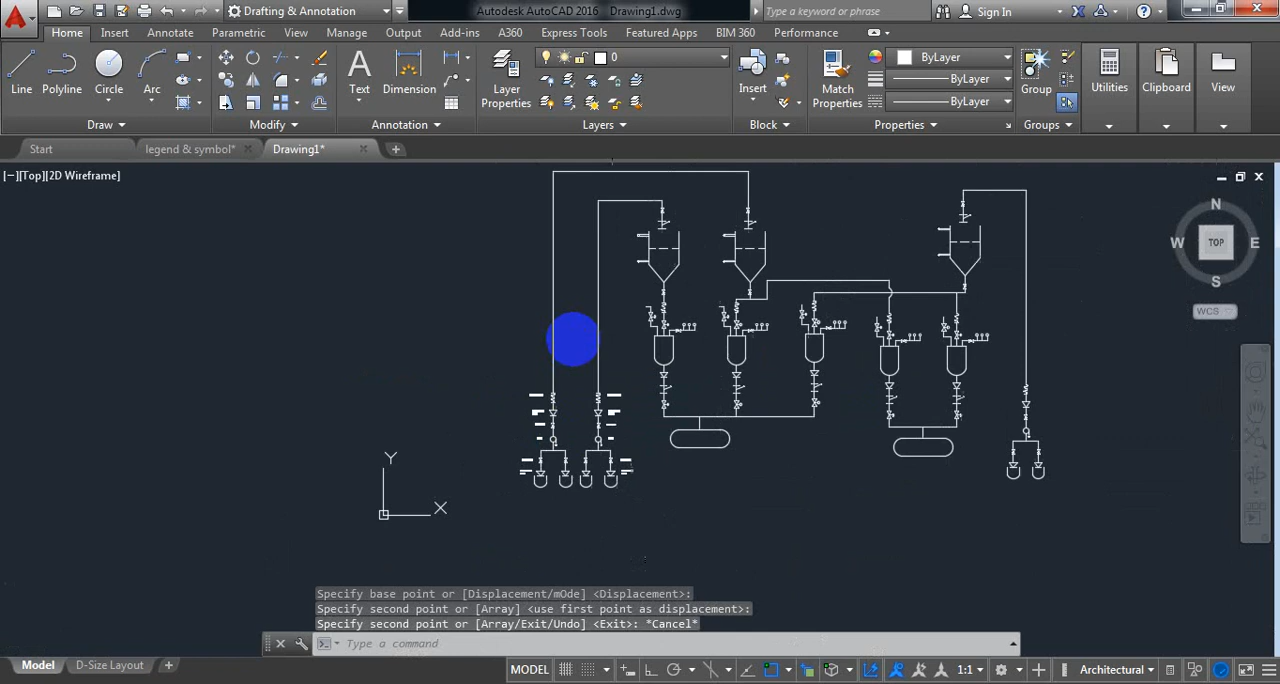 Drafting & Annotation
Autodesk AutoCAD 2016 Drawing1.dwg
Type a keyword or phrase
Sign In
Home Insert Annotate Parametric View Manage Output Add-ins A360 Express Tools Featured Apps BIM 360 Performance
Line Polyline Circle Arc
Text Dimension
Layer Properties
0
Insert
Match Properties
ByLayer
ByLayer
ByLayer
Group
Utilities Clipboard View
Draw Modify Annotation Layers Block Properties Groups
Start legend & symbol* Drawing1*
[−][Top][2D Wireframe]
N
W TOP E
S
WCS
Y
X
Specify base point or [Displacement/mOde] <Displacement>:
Specify second point or [Array] <use first point as displacement>:
Specify second point or [Array/Exit/Undo] <Exit>: *Cancel*
Type a command
Model D-Size Layout
MODEL 1:1 Architectural